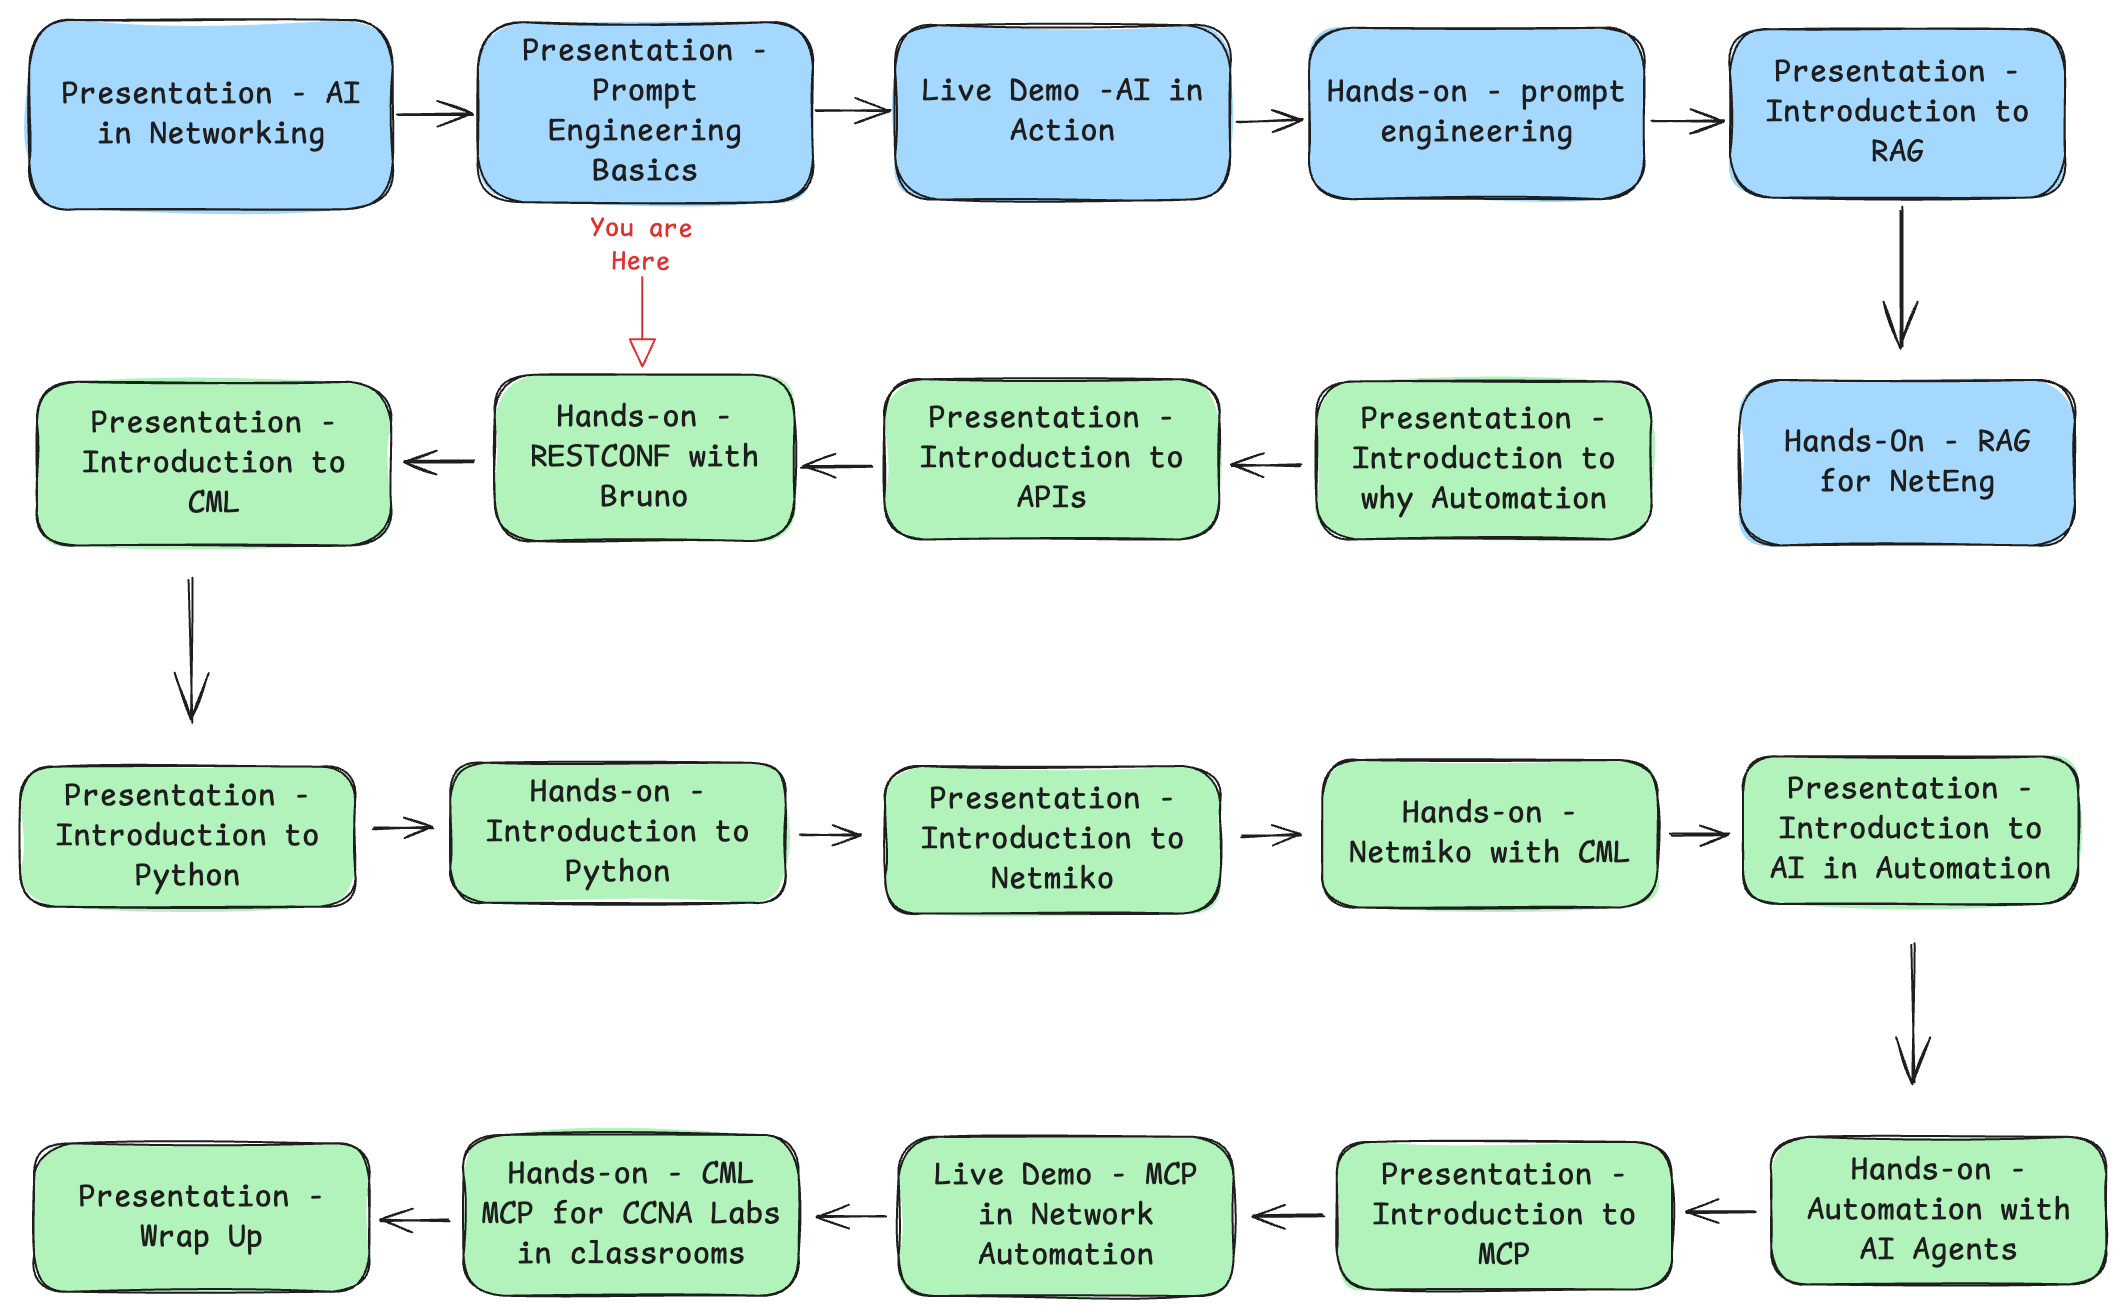 Presentation - AI
in Networking
Presentation -
Prompt
Engineering
Basics
Live Demo -AI in
Action
Hands-on - prompt
engineering
Presentation -
Introduction to
RAG
You are
Here
Presentation -
Introduction to
CML
Hands-on -
RESTCONF with
Bruno
Presentation -
Introduction to
APIs
Presentation -
Introduction to
why Automation
Hands-On - RAG
for NetEng
Presentation -
Introduction to
Python
Hands-on -
Introduction to
Python
Presentation -
Introduction to
Netmiko
Hands-on -
Netmiko with CML
Presentation -
Introduction to
AI in Automation
Presentation -
Wrap Up
Hands-on - CML
MCP for CCNA Labs
in classrooms
Live Demo - MCP
in Network
Automation
Presentation -
Introduction to
MCP
Hands-on -
Automation with
AI Agents